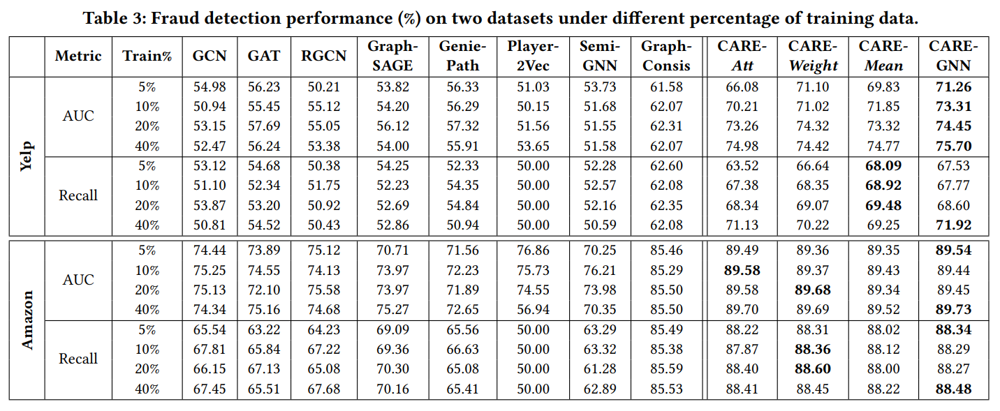 Table 3: Fraud detection performance (%) on two datasets under different percentage of training data.
Metric Train% GCN GAT RGCN Graph-SAGE Genie-Path Player-2Vec Semi-GNN Graph-Consis CARE-Att CARE-Weight CARE-Mean CARE-GNN
Yelp
AUC
5% 54.98 56.23 50.21 53.82 56.33 51.03 53.73 61.58 66.08 71.10 69.83 71.26
10% 50.94 55.45 55.12 54.20 56.29 50.15 51.68 62.07 70.21 71.02 71.85 73.31
20% 53.15 57.69 55.05 56.12 57.32 51.56 51.55 62.31 73.26 74.32 73.32 74.45
40% 52.47 56.24 53.38 54.00 55.91 53.65 51.58 62.07 74.98 74.42 74.77 75.70
Recall
5% 53.12 54.68 50.38 54.25 52.33 50.00 52.28 62.60 63.52 66.64 68.09 67.53
10% 51.10 52.34 51.75 52.23 54.35 50.00 52.57 62.08 67.38 68.35 68.92 67.77
20% 53.87 53.20 50.92 52.69 54.84 50.00 52.16 62.35 68.34 69.07 69.48 68.60
40% 50.81 54.52 50.43 52.86 50.94 50.00 50.59 62.08 71.13 70.22 69.25 71.92
Amazon
AUC
5% 74.44 73.89 75.12 70.71 71.56 76.86 70.25 85.46 89.49 89.36 89.35 89.54
10% 75.25 74.55 74.13 73.97 72.23 75.73 76.21 85.29 89.58 89.37 89.43 89.44
20% 75.13 72.10 75.58 73.97 71.89 74.55 73.98 85.50 89.58 89.68 89.34 89.45
40% 74.34 75.16 74.68 75.27 72.65 56.94 70.35 85.50 89.70 89.69 89.52 89.73
Recall
5% 65.54 63.22 64.23 69.09 65.56 50.00 63.29 85.49 88.22 88.31 88.02 88.34
10% 67.81 65.84 67.22 69.36 66.63 50.00 63.32 85.38 87.87 88.36 88.12 88.29
20% 66.15 67.13 65.08 70.30 65.08 50.00 61.28 85.59 88.40 88.60 88.00 88.27
40% 67.45 65.51 67.68 70.16 65.41 50.00 62.89 85.53 88.41 88.45 88.22 88.48